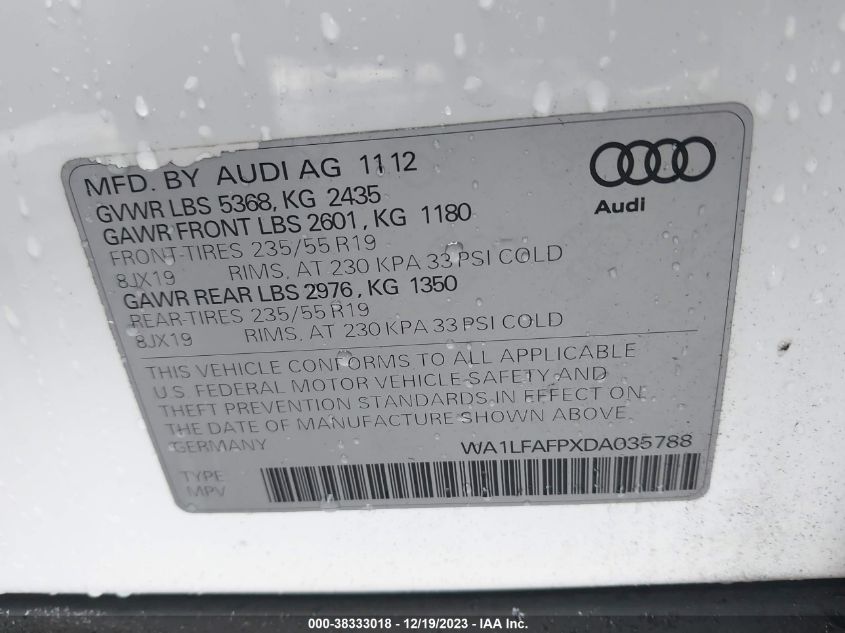 MFD. BY AUDI AG 11 12
GVWR LBS 5368, KG 2435
GAWR FRONT LBS 2601, KG 1180
FRONT-TIRES 235/55 R19
8JX19 RIMS, AT 230 KPA 33 PSI COLD
GAWR REAR LBS 2976, KG 1350
REAR-TIRES 235/55 R19
8JX19 RIMS, AT 230 KPA 33 PSI COLD
Audi
THIS VEHICLE CONFORMS TO ALL APPLICABLE
U.S. FEDERAL MOTOR VEHICLE SAFETY AND
THEFT PREVENTION STANDARDS IN EFFECT ON
THE DATE OF MANUFACTURE SHOWN ABOVE.
GERMANY WA1LFAFPXDA035788
TYPE
MPV
000-38333018 - 12/19/2023 - IAAI.COM